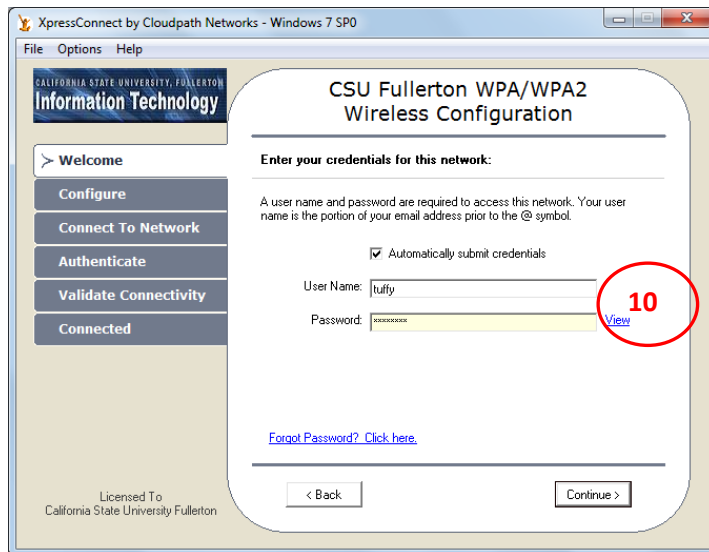 XpressConnect by Cloudpath Networks - Windows 7 SP0
File Options Help
CALIFORNIA STATE UNIVERSITY, FULLERTON
Information Technology
CSU Fullerton WPA/WPA2
Wireless Configuration
> Welcome
Configure
Connect To Network
Authenticate
Validate Connectivity
Connected
Enter your credentials for this network:
A user name and password are required to access this network. Your user
name is the portion of your email address prior to the @ symbol.
Automatically submit credentials
User Name: tuffy
Password: xxxxxxxx View
10
Forgot Password? Click here.
< Back Continue >
Licensed To
California State University Fullerton